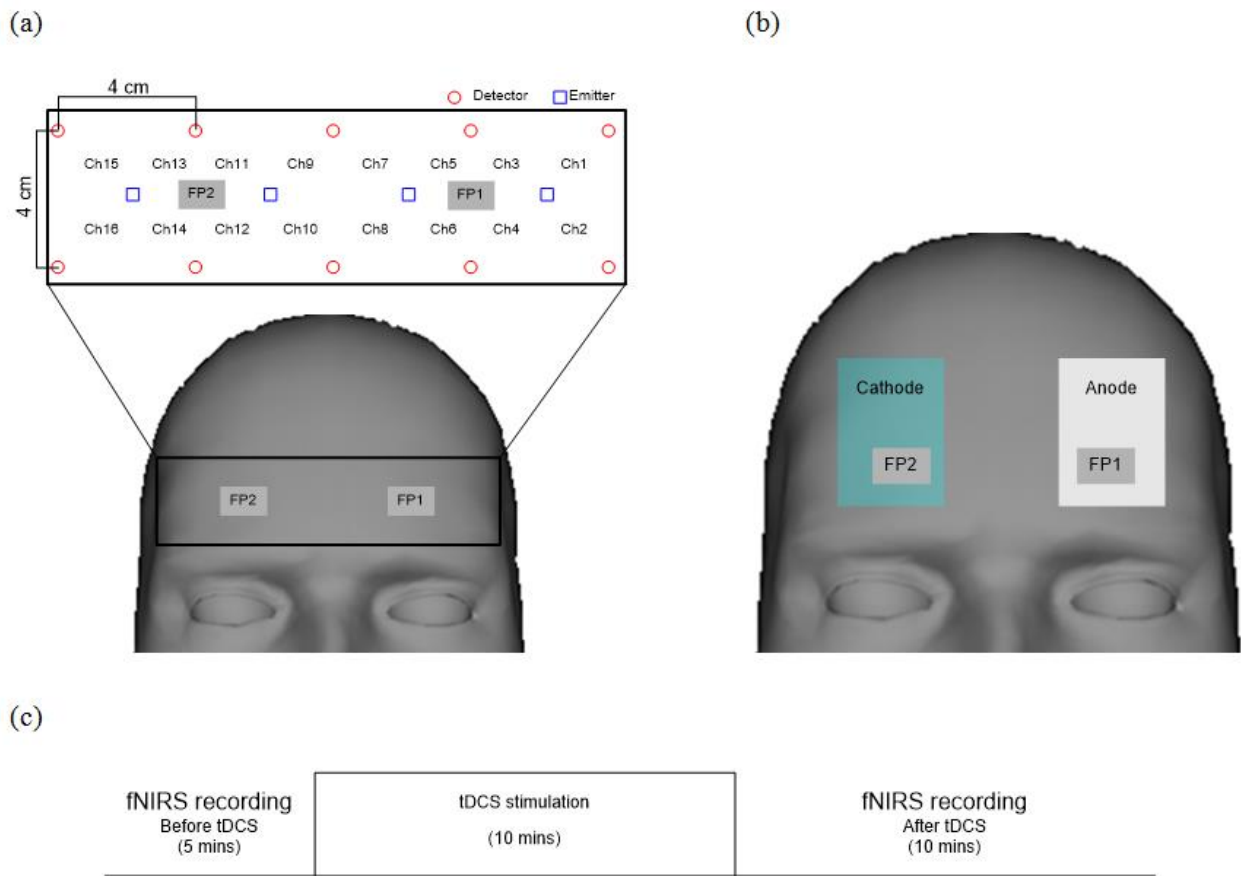 (a)
4 cm
Detector Emitter
4 cm
Ch15 Ch13 Ch11 Ch9 Ch7 Ch5 Ch3 Ch1
FP2 FP1
Ch16 Ch14 Ch12 Ch10 Ch8 Ch6 Ch4 Ch2
FP2 FP1
(b)
Cathode Anode
FP2 FP1
(c)
fNIRS recording
Before tDCS
(5 mins)
tDCS stimulation
(10 mins)
fNIRS recording
After tDCS
(10 mins)